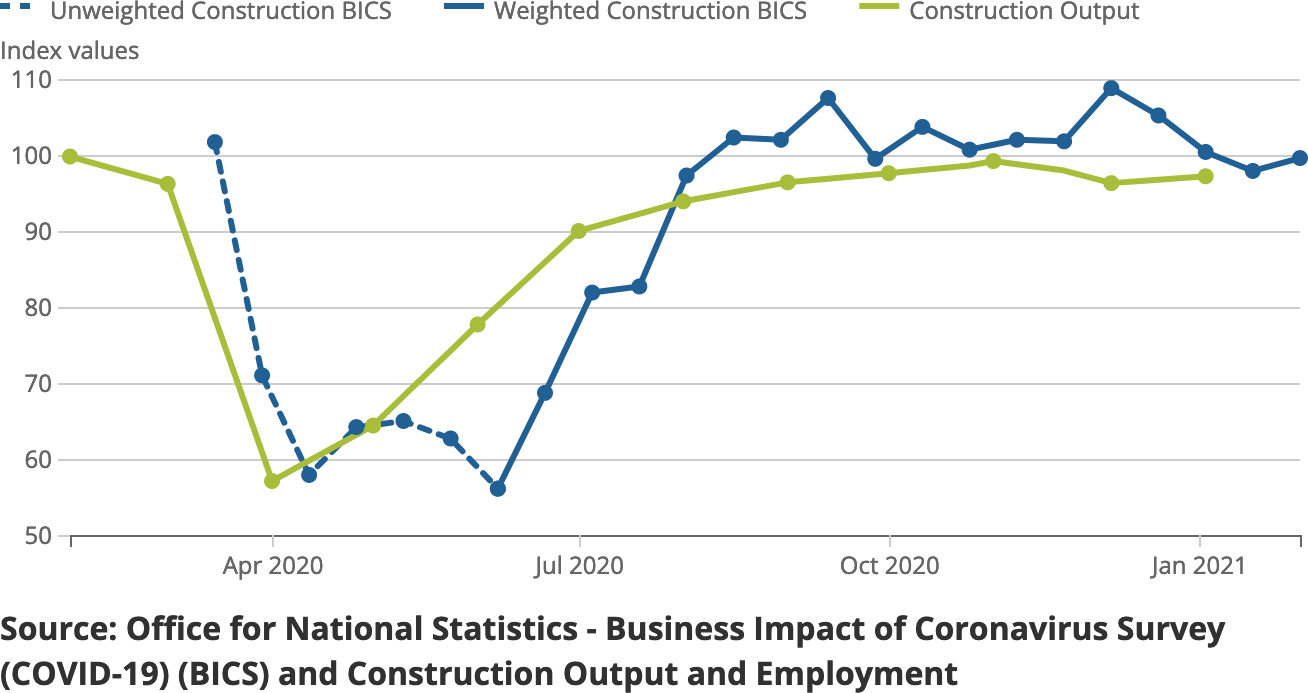 Unweighted Construction BICS Weighted Construction BICS Construction Output
Index values
110
100
90
80
70
60
50
Apr 2020 Jul 2020 Oct 2020 Jan 2021
Source: Office for National Statistics - Business Impact of Coronavirus Survey
(COVID-19) (BICS) and Construction Output and Employment